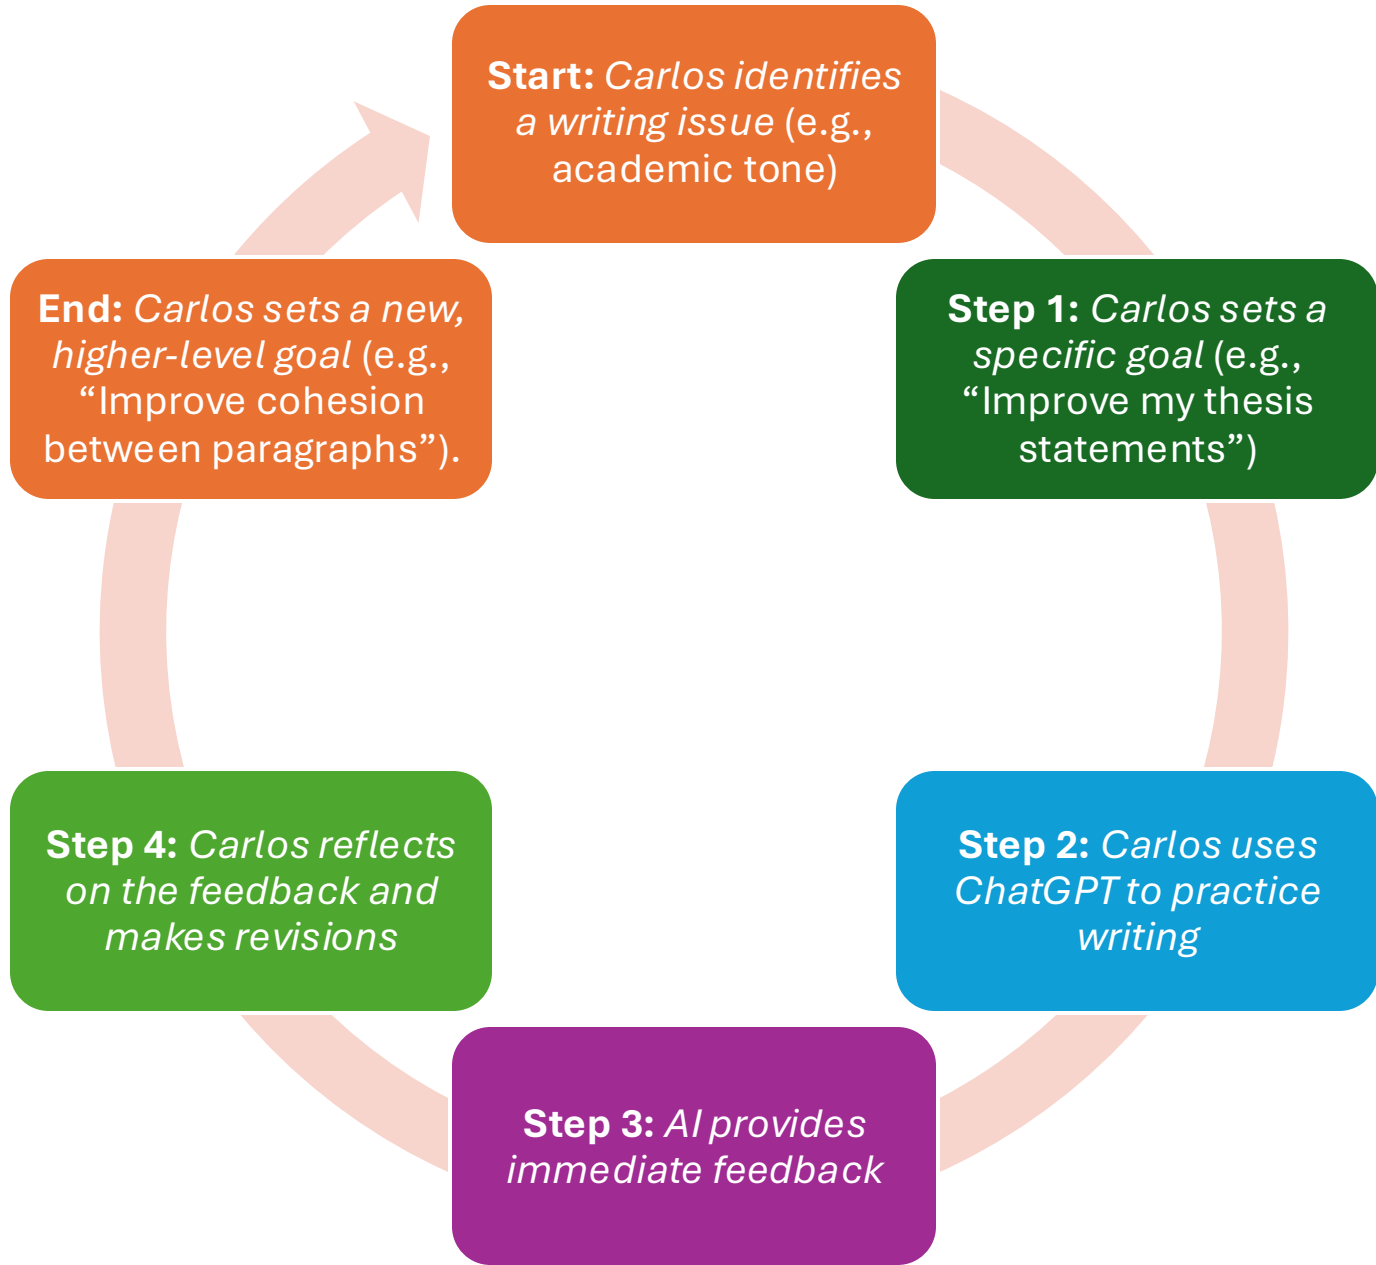 Start: Carlos identifies
a writing issue (e.g.,
academic tone)
Step 1: Carlos sets a
specific goal (e.g.,
“Improve my thesis
statements”)
Step 2: Carlos uses
ChatGPT to practice
writing
Step 3: AI provides
immediate feedback
Step 4: Carlos reflects
on the feedback and
makes revisions
End: Carlos sets a new,
higher-level goal (e.g.,
“Improve cohesion
between paragraphs”).